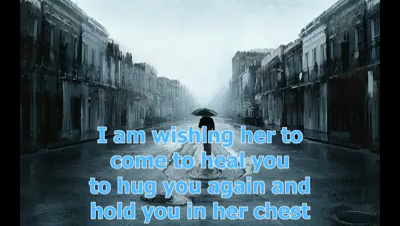 I am wishing her to
come to heal you
to hug you again and
hold you in her chest